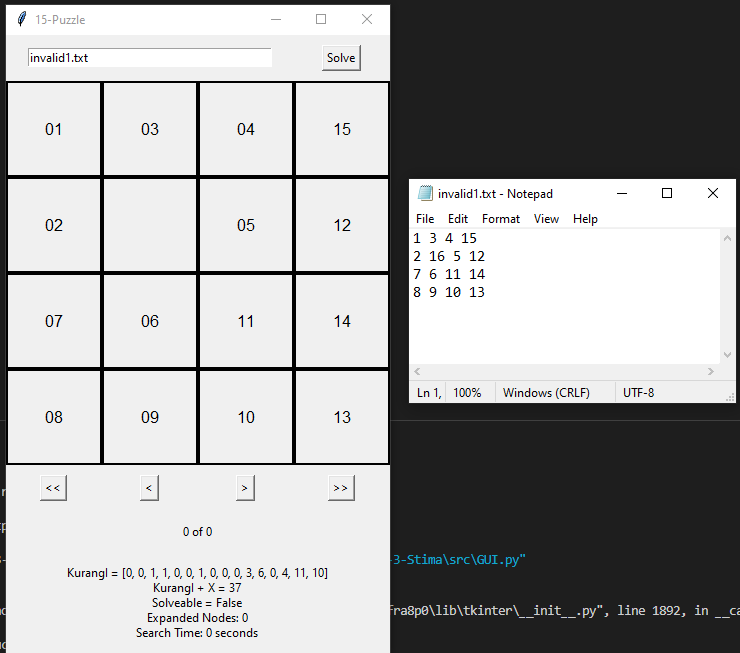 15-Puzzle
invalid1.txt
Solve
01 03 04 15
02 05 12
07 06 11 14
08 09 10 13
<< < > >>
0 of 0
KurangI = [0, 0, 1, 1, 0, 0, 1, 0, 0, 0, 3, 6, 0, 4, 11, 10]
KurangI + X = 37
Solveable = False
Expanded Nodes: 0
Search Time: 0 seconds
invalid1.txt - Notepad
File Edit Format View Help
1 3 4 15
2 16 5 12
7 6 11 14
8 9 10 13
Ln 1, 100% Windows (CRLF) UTF-8
-3-Stima\src\GUI.py"
fra8p0\lib\tkinter\__init__.py", line 1892, in __ca